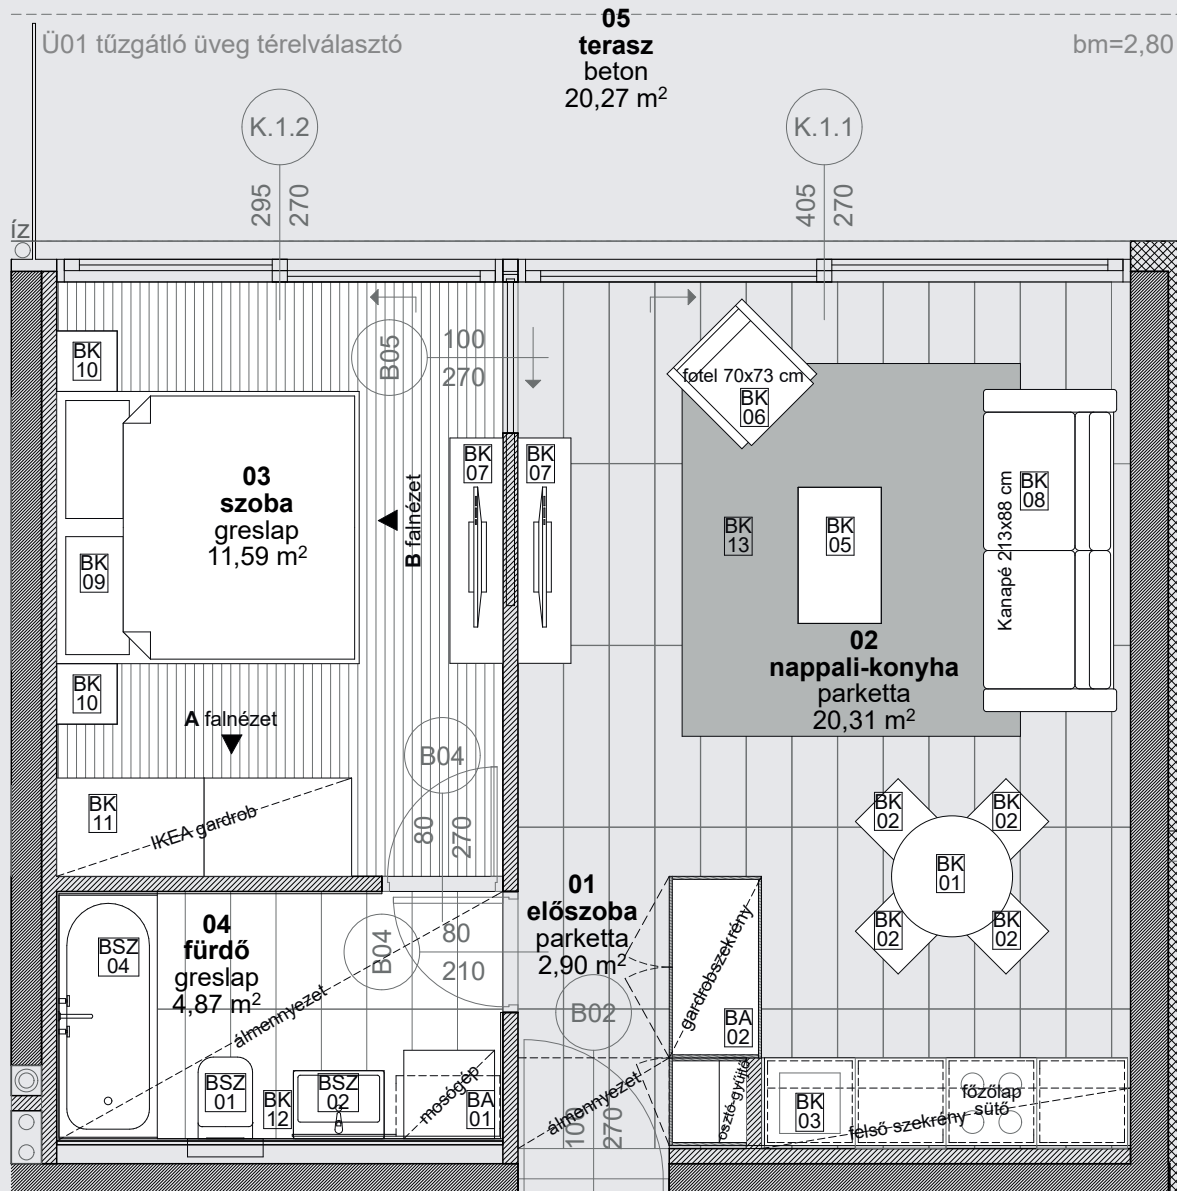 05
terasz
beton
20,27 m²
Ü01 tűzgátló üveg térelválasztó
bm=2,80
K.1.2
295
270
K.1.1
405
270
íz
B05
100
270
BK
10
BK
09
BK
10
03
szoba
greslap
11,59 m²
B falnézet
BK
07
BK
07
fotel 70x73 cm
BK
06
BK
13
BK
05
BK
08
Kanapé 213x88 cm
02
nappali-konyha
parketta
20,31 m²
A falnézet
B04
80
270
BK
11
IKEA gardrob
BK
02
BK
02
BK
01
BK
02
BK
02
01
előszoba
parketta
2,90 m²
B02
100
270
04
fürdő
greslap
4,87 m²
B04
80
210
BSZ
04
álmennyezet
BSZ
01
BK
12
BSZ
02
mosógép
BA
01
álmennyezet
gardrobszekrény
BA
02
osztó-gyűjtő
BK
03
felső szekrény
főzőlap
sütő